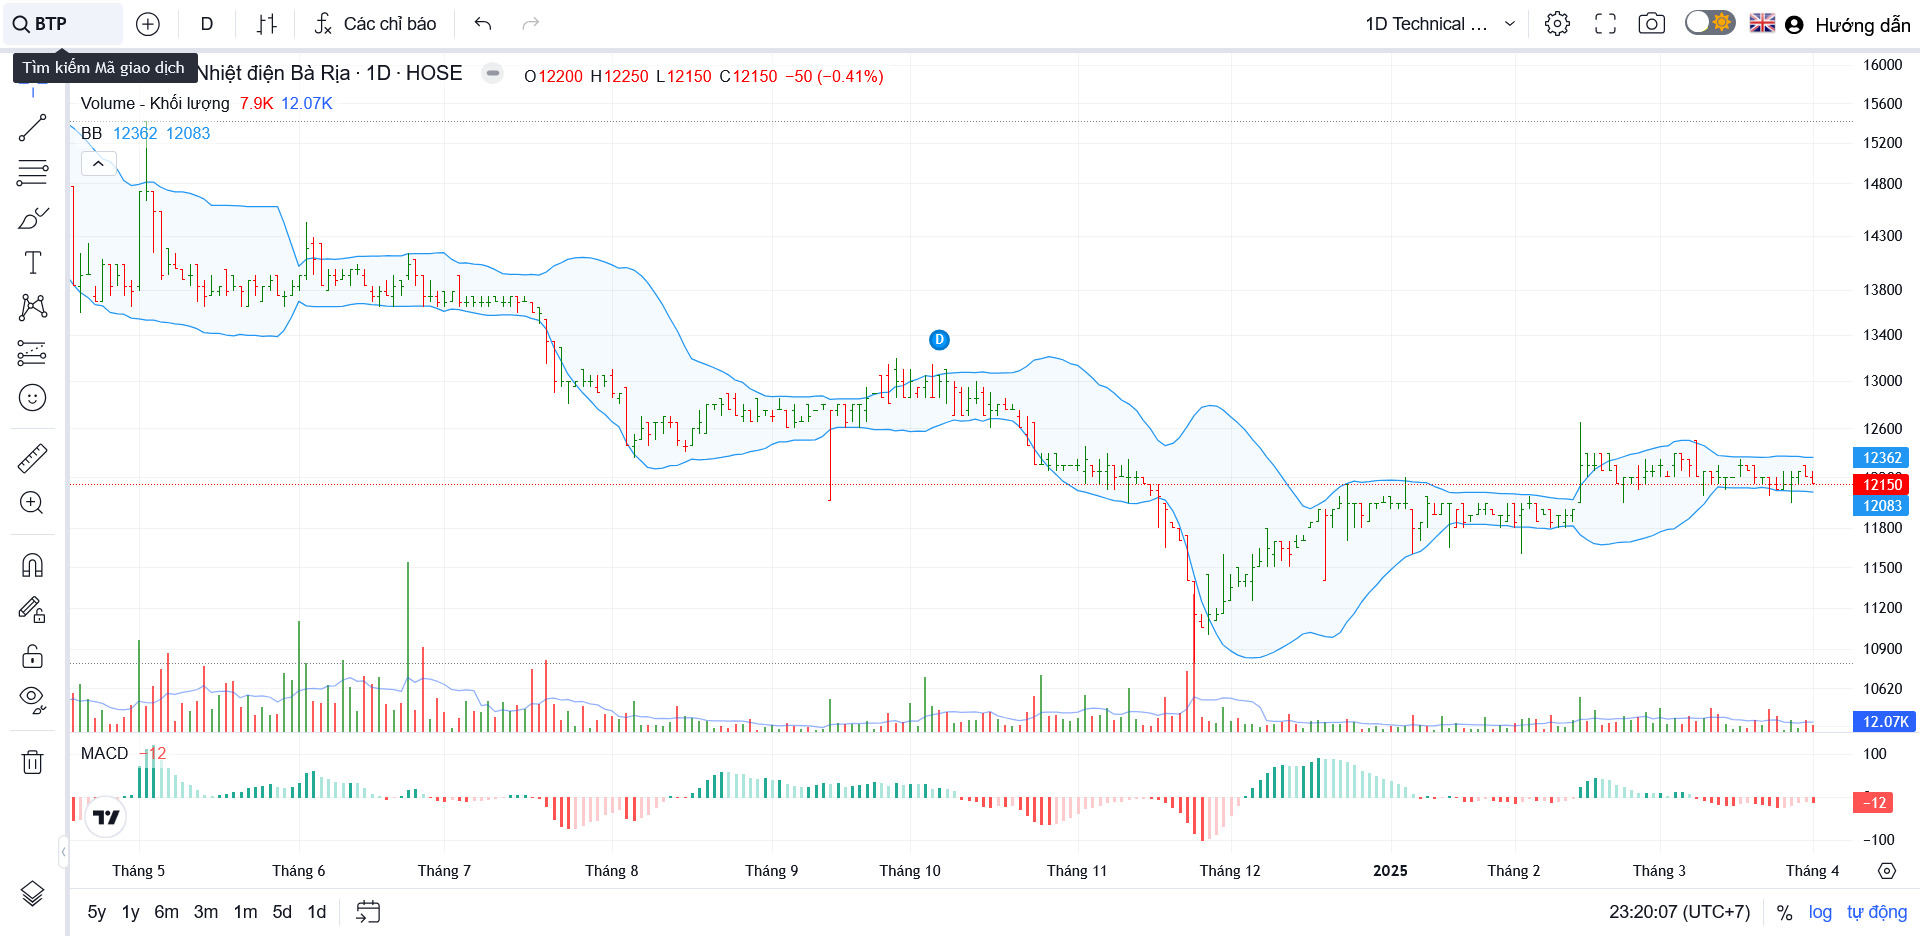 BTP
D
Các chỉ báo
1D Technical ...
Hướng dẫn
Tìm kiếm Mã giao dịch
Nhiệt điện Bà Rịa · 1D · HOSE
O12200 H12250 L12150 C12150 −50 (−0.41%)
Volume - Khối lượng 7.9K 12.07K
BB 12362 12083
D
16000
15600
15200
14800
14300
13800
13400
13000
12600
12362
12150
12083
11800
11500
11200
10900
10620
12.07K
MACD −12
100
−12
−100
Tháng 5 Tháng 6 Tháng 7 Tháng 8 Tháng 9 Tháng 10 Tháng 11 Tháng 12 2025 Tháng 2 Tháng 3 Tháng 4
5y 1y 6m 3m 1m 5d 1d
23:20:07 (UTC+7) % log tự động